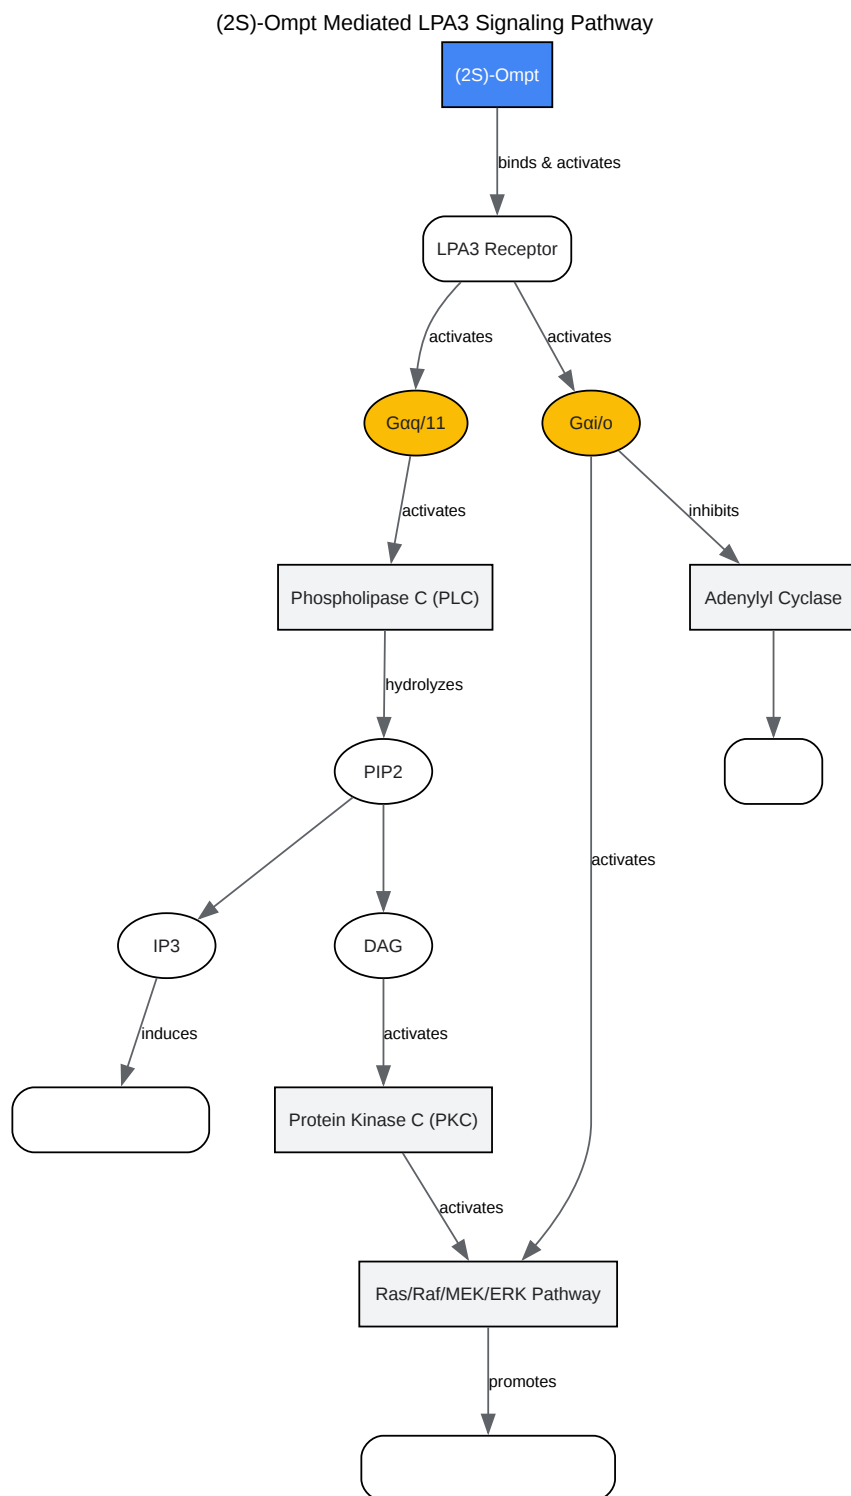 (2S)-Ompt Mediated LPA3 Signaling Pathway
(2S)-Ompt
binds & activates
LPA3 Receptor
activates
activates
Gαq/11
Gαi/o
activates
inhibits
Phospholipase C (PLC)
Adenylyl Cyclase
hydrolyzes
PIP2
activates
IP3
DAG
induces
activates
Protein Kinase C (PKC)
activates
Ras/Raf/MEK/ERK Pathway
promotes